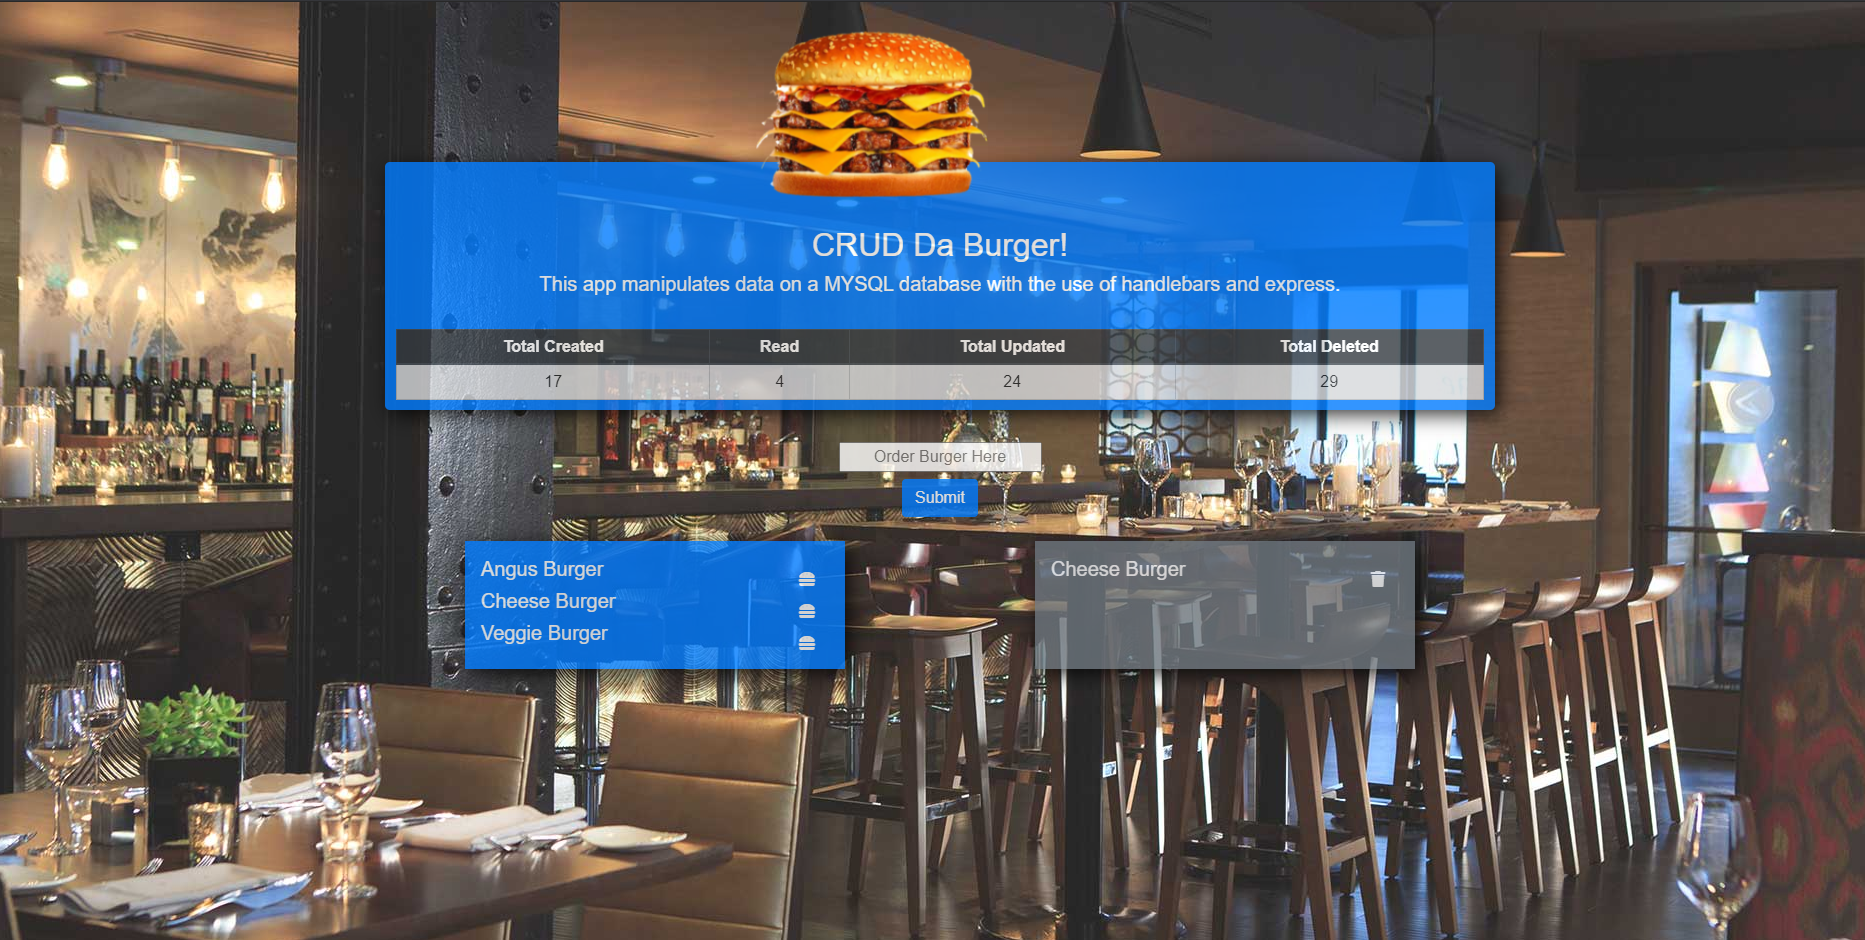 CRUD Da Burger!
This app manipulates data on a MYSQL database with the use of handlebars and express.
Total Created Read Total Updated Total Deleted
17 4 24 29
Order Burger Here
Submit
Angus Burger
Cheese Burger
Veggie Burger
Cheese Burger